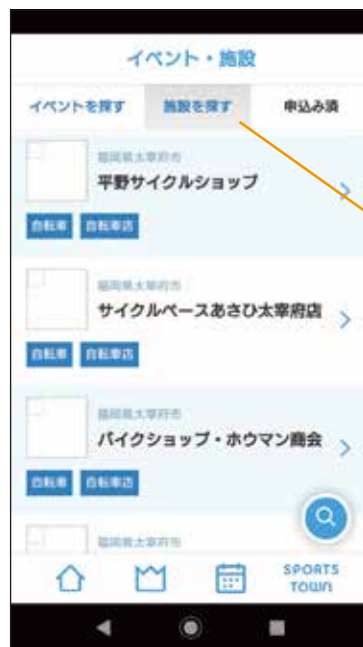 イベント・施設
イベントを探す 施設を探す 申込み済
福岡県太宰府市
平野サイクルショップ
自転車 自転車店
福岡県太宰府市
サイクルベースあさひ太宰府店
自転車 自転車店
福岡県太宰府市
バイクショップ・ホウマン商会
自転車 自転車店
福岡県太宰府市
SPORTS
TOWN